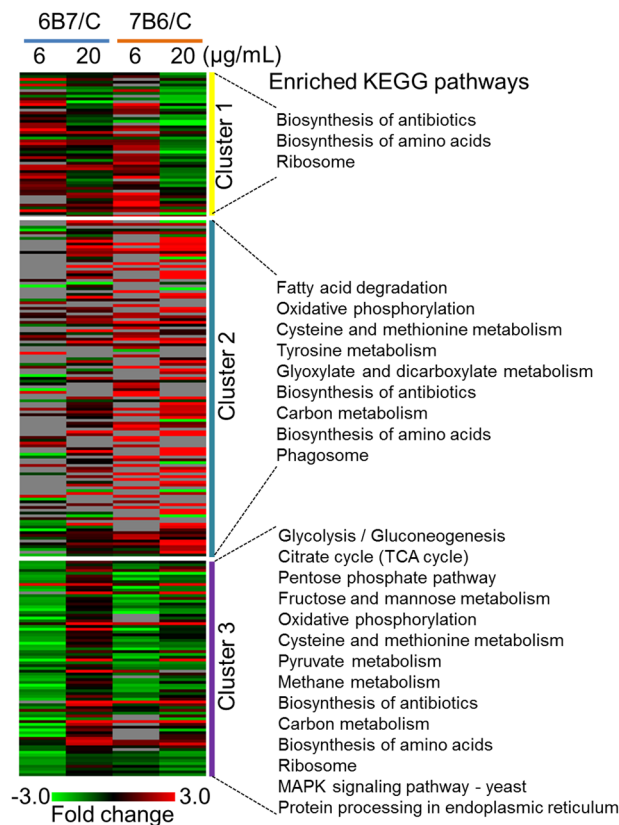 6B7/C 7B6/C
6 20 6 20 (µg/mL)
Enriched KEGG pathways
Cluster 1
Biosynthesis of antibiotics
Biosynthesis of amino acids
Ribosome
Cluster 2
Fatty acid degradation
Oxidative phosphorylation
Cysteine and methionine metabolism
Tyrosine metabolism
Glyoxylate and dicarboxylate metabolism
Biosynthesis of antibiotics
Carbon metabolism
Biosynthesis of amino acids
Phagosome
Cluster 3
Glycolysis / Gluconeogenesis
Citrate cycle (TCA cycle)
Pentose phosphate pathway
Fructose and mannose metabolism
Oxidative phosphorylation
Cysteine and methionine metabolism
Pyruvate metabolism
Methane metabolism
Biosynthesis of antibiotics
Carbon metabolism
Biosynthesis of amino acids
Ribosome
MAPK signaling pathway - yeast
Protein processing in endoplasmic reticulum
-3.0 3.0
Fold change